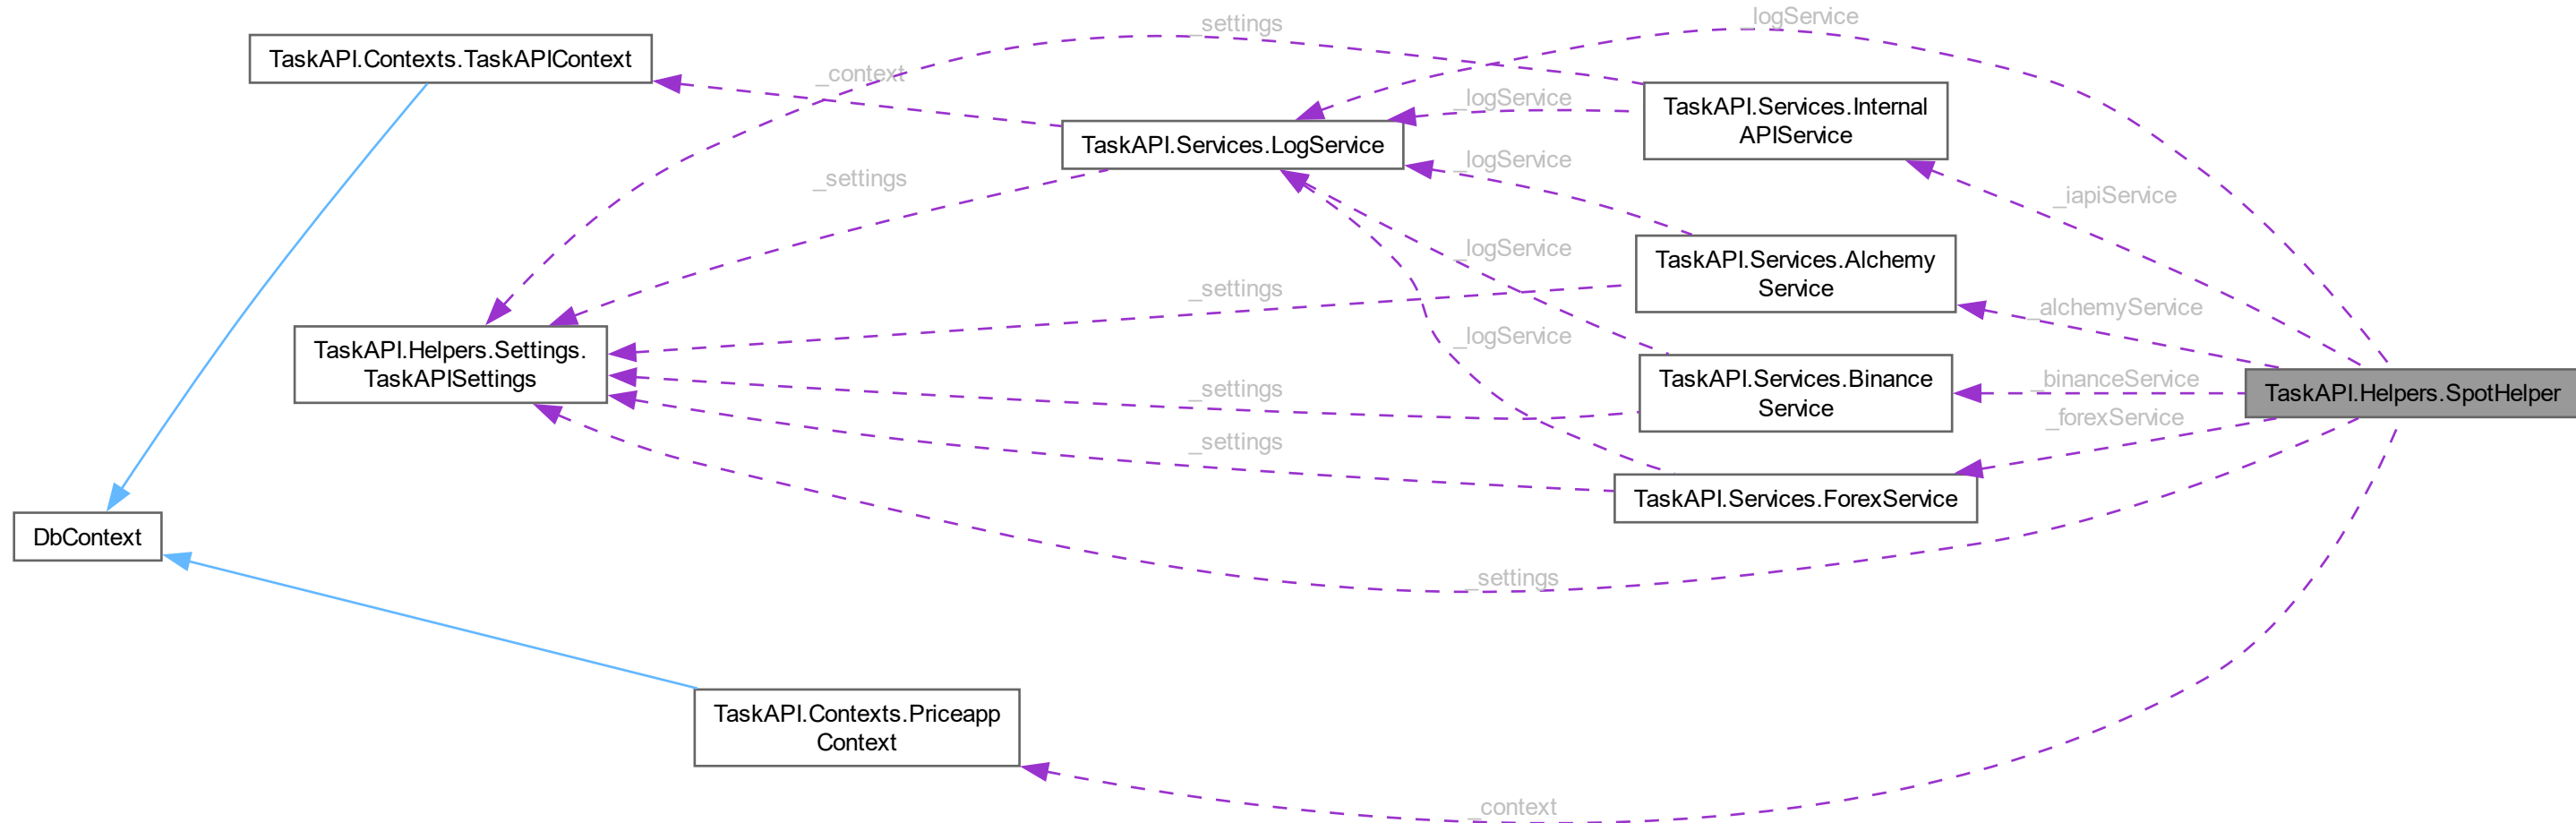 _settings
logService
TaskAPI.Contexts.TaskAPIContext
_context
_logService
TaskAPI.Services.Internal
APIService
TaskAPI.Services.LogService
_logService
_settings
_iapiService
_logService
TaskAPI.Services.Alchemy
Service
_settings
_alchemyService
TaskAPI.Helpers.Settings.
TaskAPISettings
_logService
_settings
TaskAPI.Services.Binance
Service
_binanceService
TaskAPI.Helpers.SpotHelper
_forexService
_settings
TaskAPI.Services.ForexService
DbContext
_settings
TaskAPI.Contexts.Priceapp
Context
_context